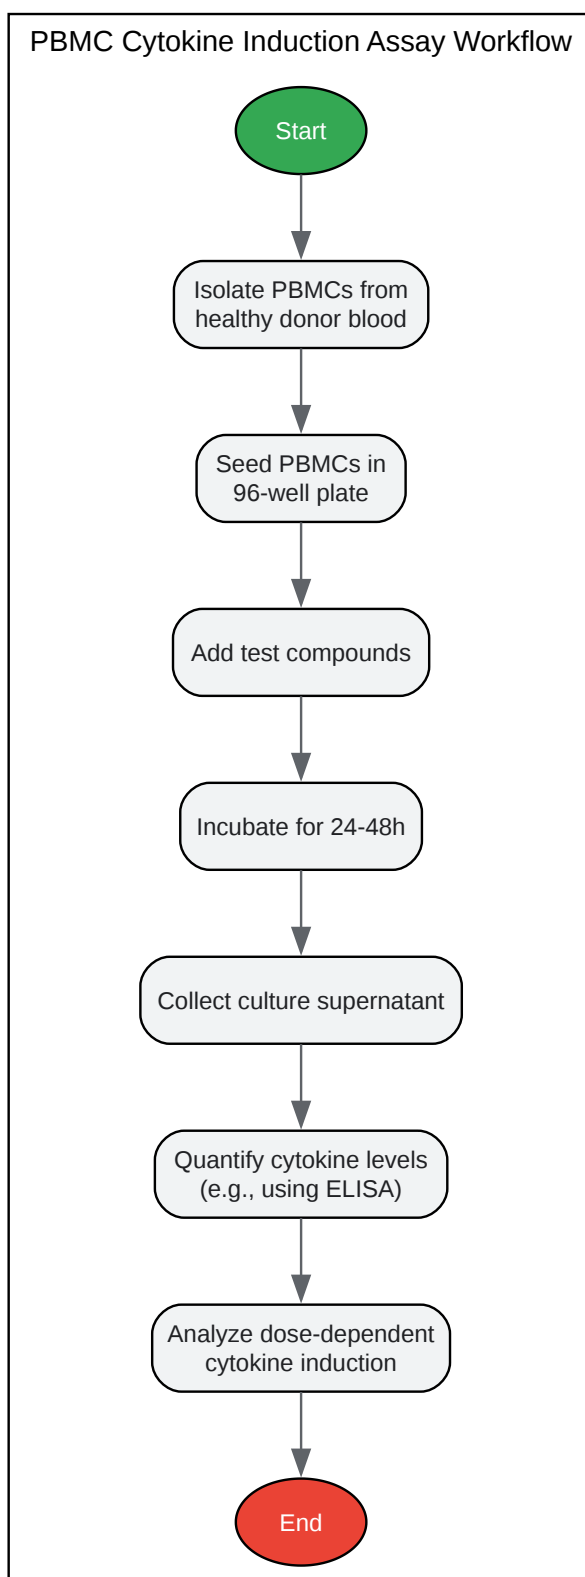 PBMC Cytokine Induction Assay Workflow
Start
Isolate PBMCs from
healthy donor blood
Seed PBMCs in
96-well plate
Add test compounds
Incubate for 24-48h
Collect culture supernatant
Quantify cytokine levels
(e.g., using ELISA)
Analyze dose-dependent
cytokine induction
End